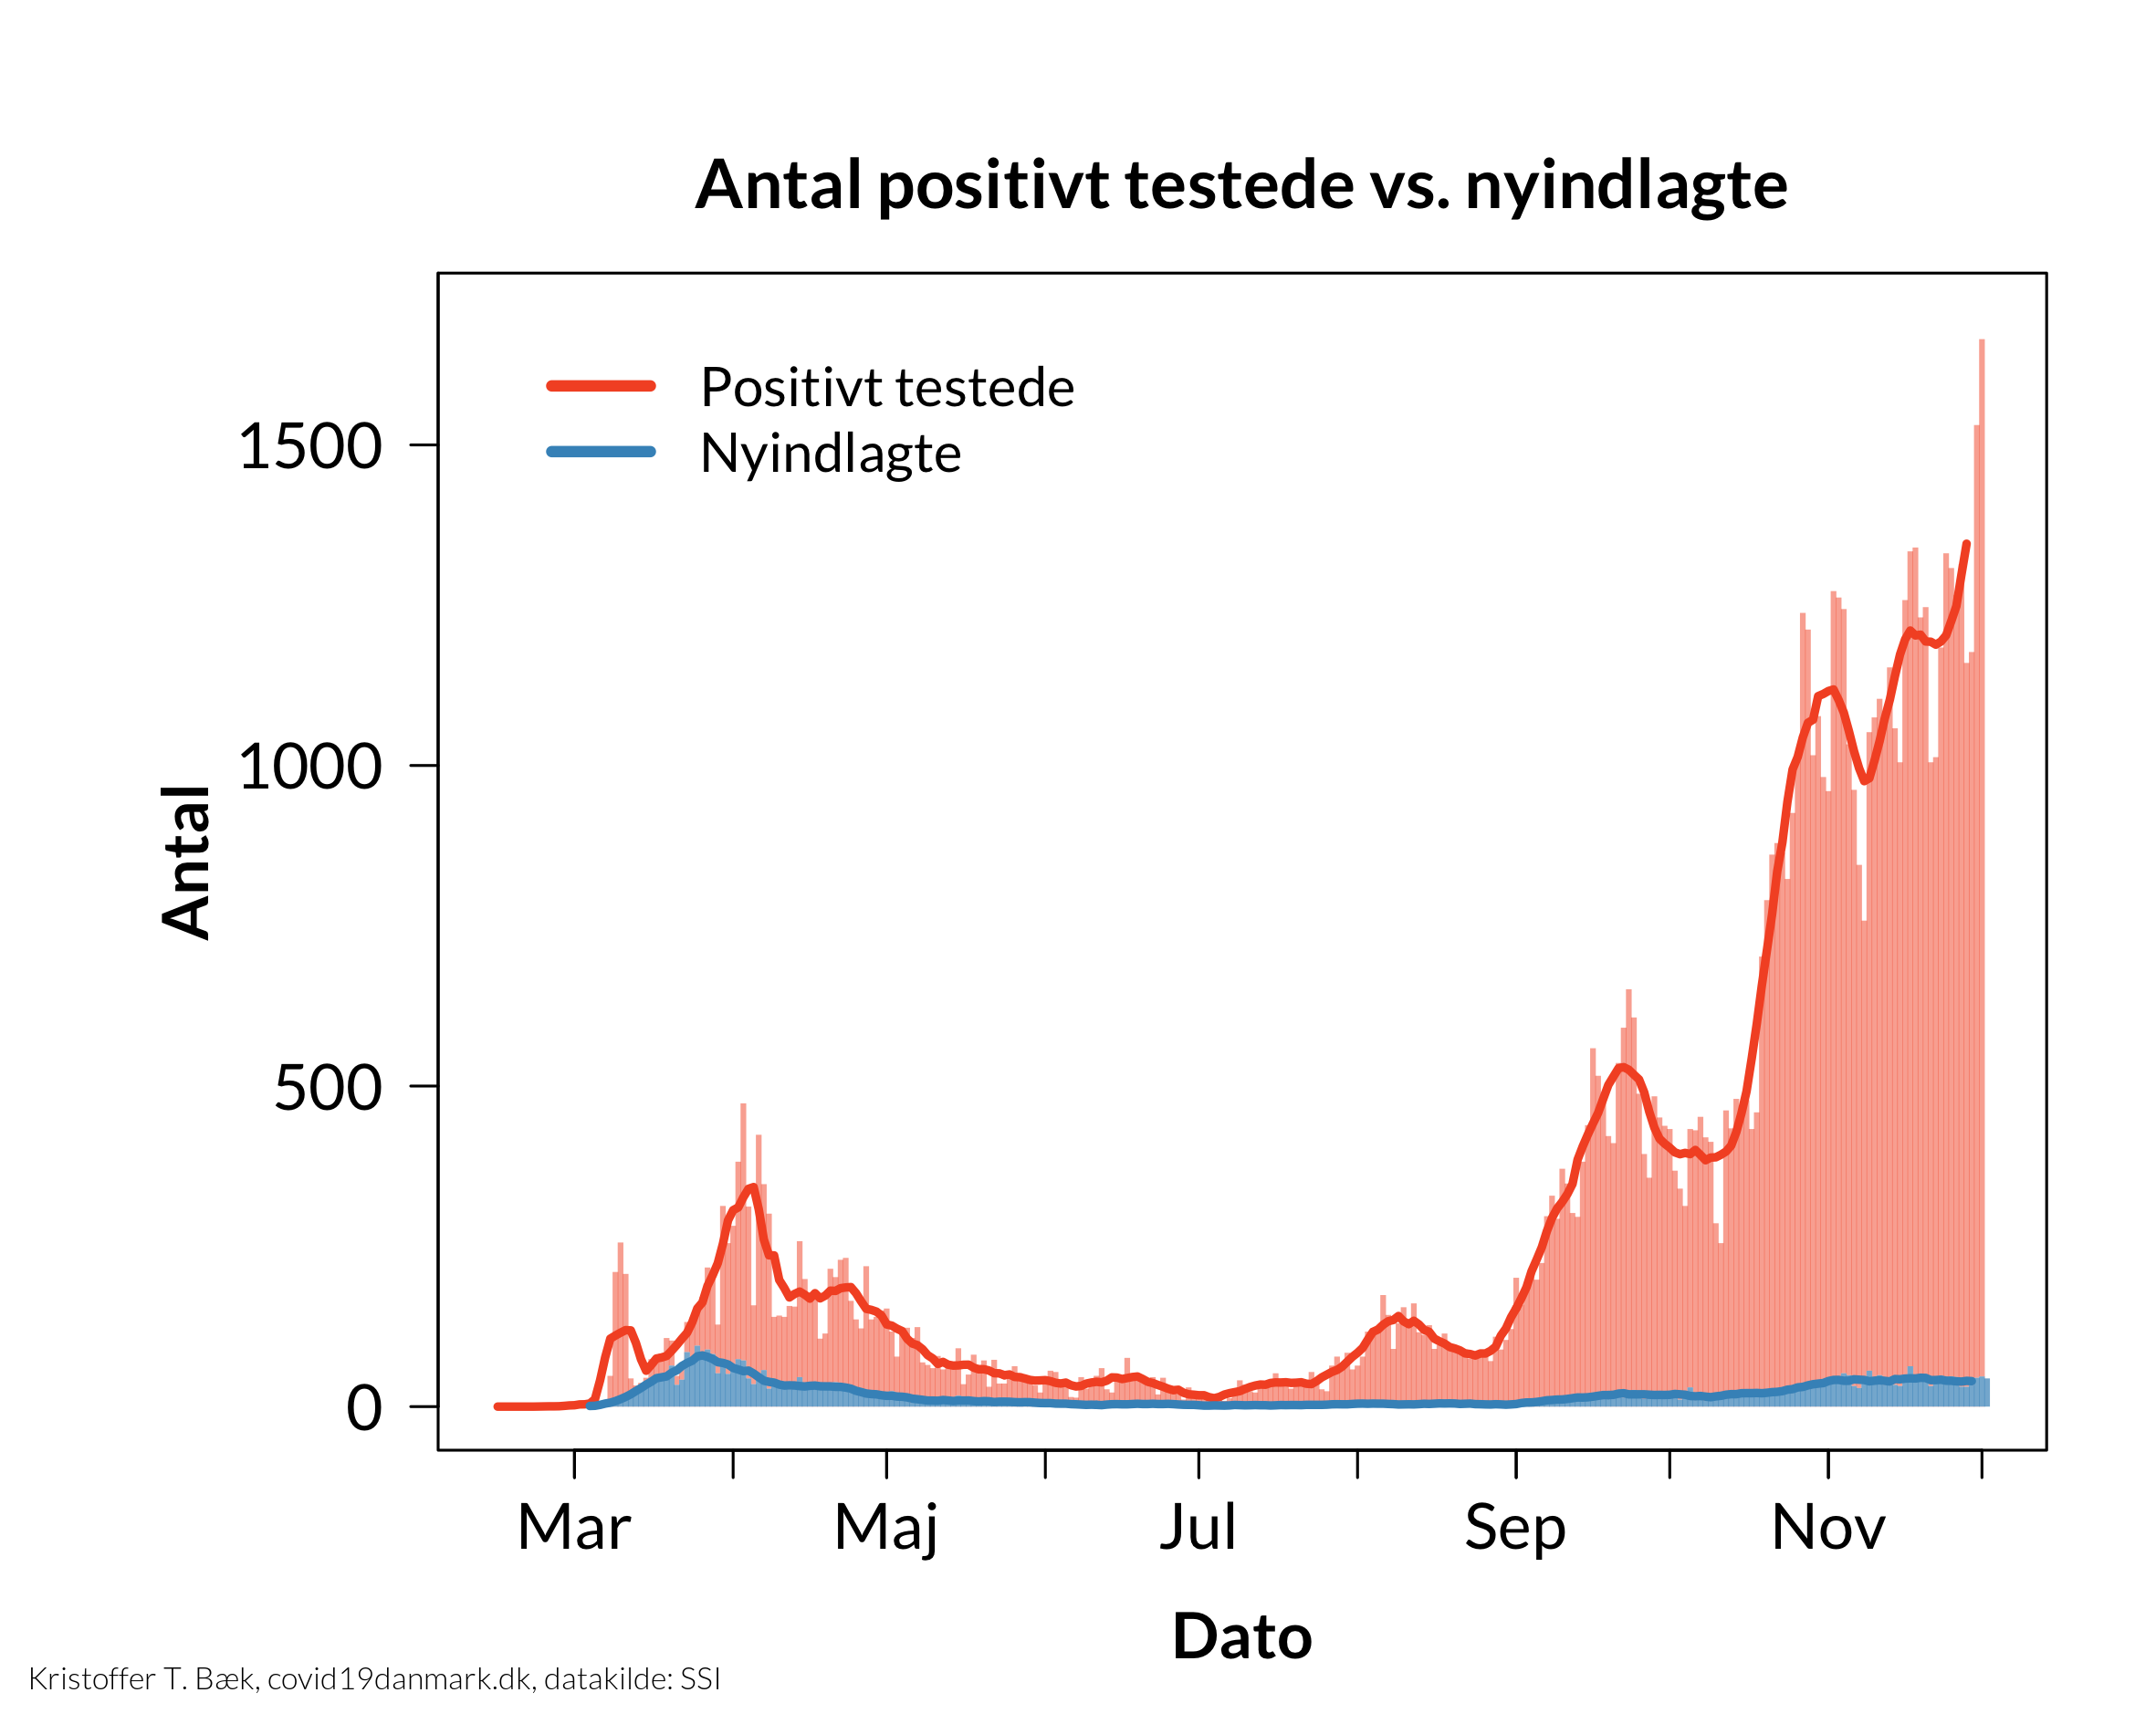 Antal positivt testede vs. nyindlagte
Positivt testede
Nyindlagte
1500
1000
500
0
Antal
Mar Maj Jul Sep Nov
Dato
Kristoffer T. Bæk, covid19danmark.dk, datakilde: SSI